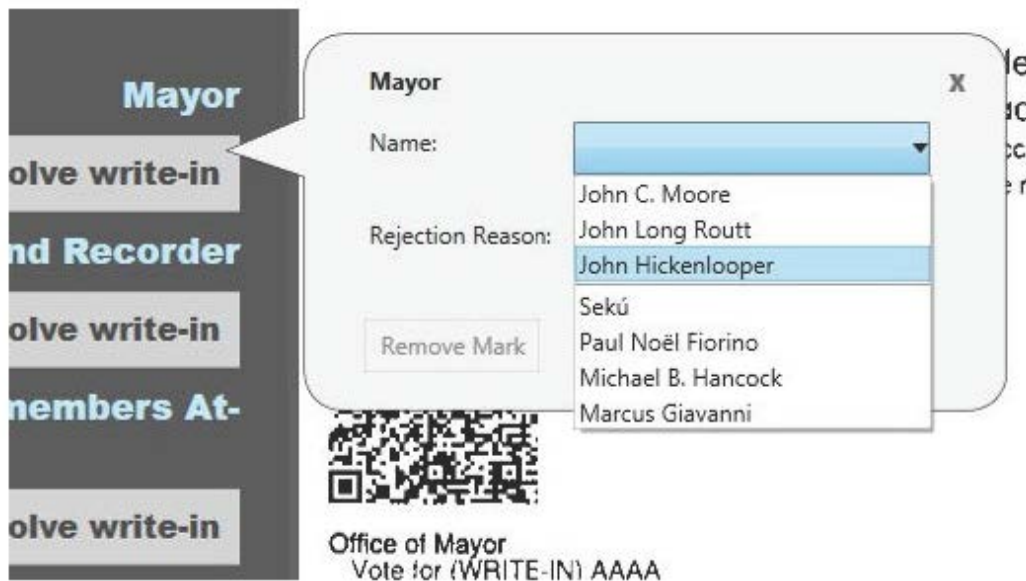 Mayor
olve write-in
nd Recorder
olve write-in
members At-
olve write-in
Mayor
X
Name:
Rejection Reason:
John C. Moore
John Long Routt
John Hickenlooper
Sekú
Paul Noël Fiorino
Michael B. Hancock
Marcus Giavanni
Remove Mark
Office of Mayor
Vote for (WRITE-IN) AAAA